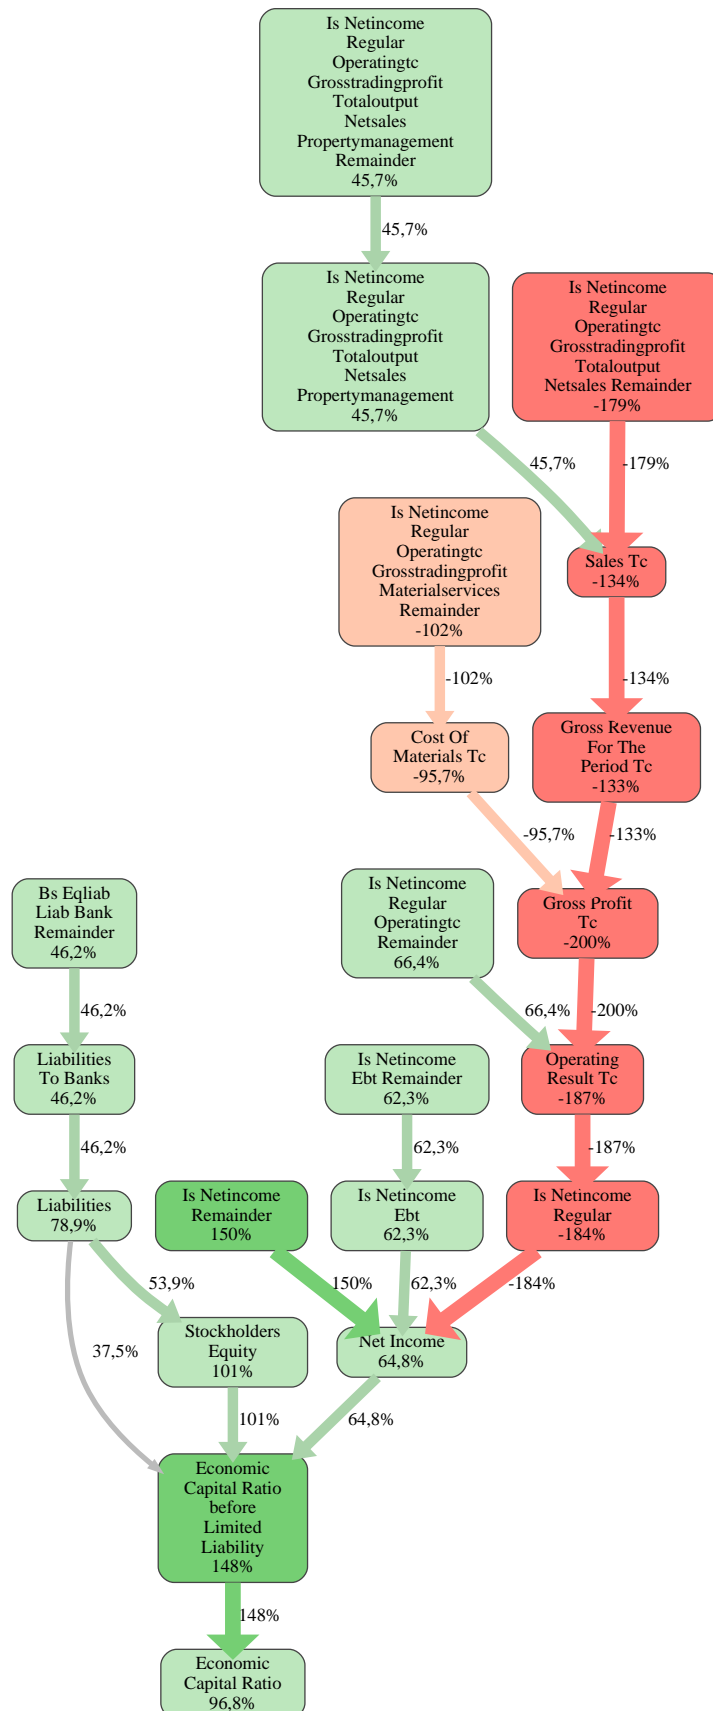 Is Netincome
Regular
Operatingtc
Grosstradingprofit
Totaloutput
Netsales
Propertymanagement
Remainder
45,7%
45,7%
Is Netincome
Regular
Operatingtc
Grosstradingprofit
Totaloutput
Netsales
Propertymanagement
45,7%
Is Netincome
Regular
Operatingtc
Grosstradingprofit
Totaloutput
Netsales Remainder
-179%
45,7%
-179%
Is Netincome
Regular
Operatingtc
Grosstradingprofit
Materialservices
Remainder
-102%
Sales Tc
-134%
-102%
-134%
Cost Of
Materials Tc
-95,7%
Gross Revenue
For The
Period Tc
-133%
-95,7%
-133%
Bs Eqliab
Liab Bank
Remainder
46,2%
Is Netincome
Regular
Operatingtc
Remainder
66,4%
Gross Profit
Tc
-200%
46,2%
66,4%
-200%
Liabilities
To Banks
46,2%
Is Netincome
Ebt Remainder
62,3%
Operating
Result Tc
-187%
46,2%
62,3%
-187%
Liabilities
78,9%
Is Netincome
Remainder
150%
Is Netincome
Ebt
62,3%
Is Netincome
Regular
-184%
53,9%
150%
62,3%
-184%
37,5%
Stockholders
Equity
101%
Net Income
64,8%
101%
64,8%
Economic
Capital Ratio
before
Limited
Liability
148%
148%
Economic
Capital Ratio
96,8%